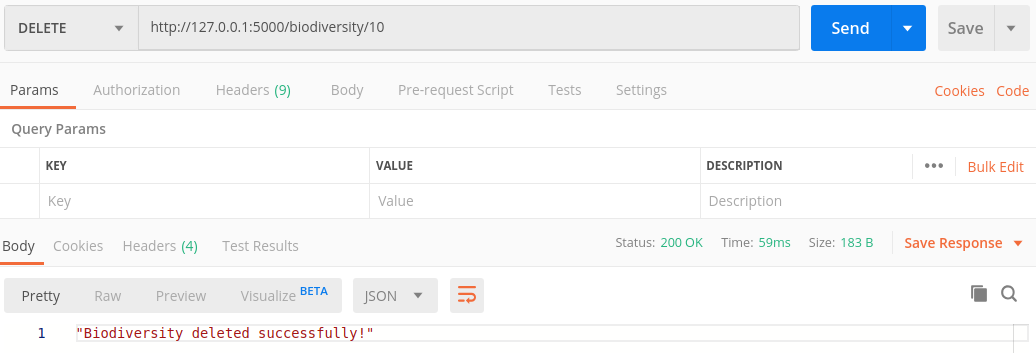 DELETE http://127.0.0.1:5000/biodiversity/10 Send Save
Params Authorization Headers (9) Body Pre-request Script Tests Settings Cookies Code
Query Params
KEY VALUE DESCRIPTION ••• Bulk Edit
Key Value Description
Body Cookies Headers (4) Test Results Status: 200 OK Time: 59ms Size: 183 B Save Response
Pretty Raw Preview Visualize BETA JSON
1 "Biodiversity deleted successfully!"